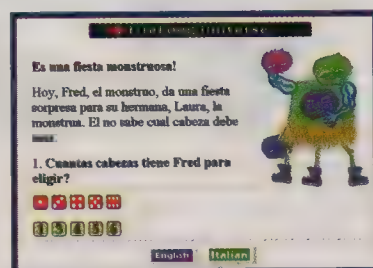 Es una fiesta monstruosa!
Hoy, Fred, el monstruo, da una fiesta
sorpresa para su hermana, Laura, la
monstrua. El no sabe cual cabeza debe
usar.
1. Cuantas cabezas tiene Fred para
eligir?
English Italian